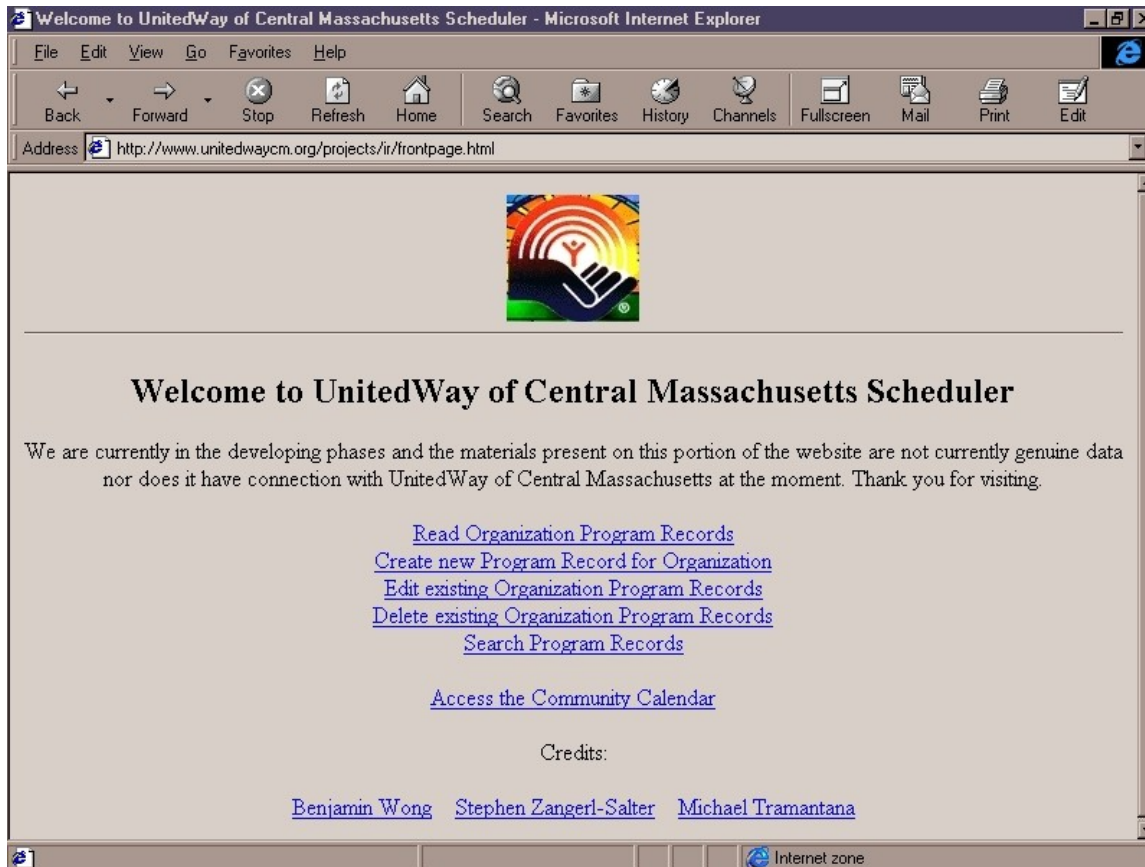 Welcome to UnitedWay of Central Massachusetts Scheduler - Microsoft Internet Explorer
File Edit View Go Favorites Help
Back Forward Stop Refresh Home Search Favorites History Channels Fullscreen Mail Print Edit
Address http://www.unitedwaycm.org/projects/ir/frontpage.html
®
Welcome to UnitedWay of Central Massachusetts Scheduler
We are currently in the developing phases and the materials present on this portion of the website are not currently genuine data
nor does it have connection with UnitedWay of Central Massachusetts at the moment. Thank you for visiting.
Read Organization Program Records
Create new Program Record for Organization
Edit existing Organization Program Records
Delete existing Organization Program Records
Search Program Records
Access the Community Calendar
Credits:
Benjamin Wong Stephen Zangerl-Salter Michael Tramantana
Internet zone